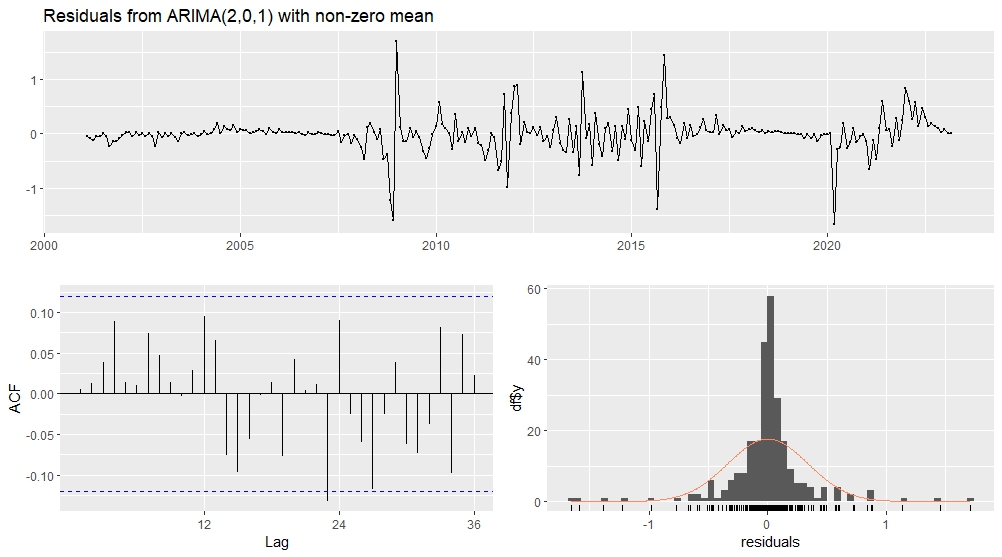 Residuals from ARIMA(2,0,1) with non-zero mean
1
0
-1
2000 2005 2010 2015 2020
0.10
0.05
0.00
-0.05
-0.10
ACF
12 24 36
Lag
60
40
20
0
df$y
-1 0 1
residuals